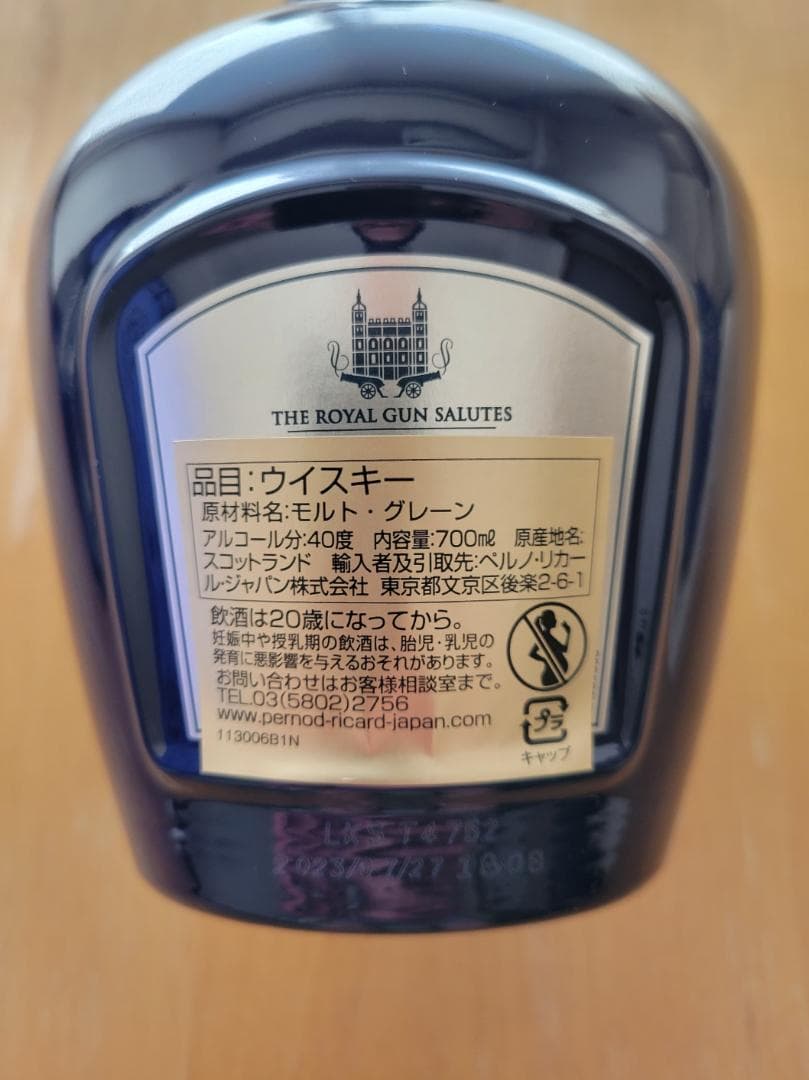 THE ROYAL GUN SALUTES
品目:ウイスキー
原材料名:モルト・グレーン
アルコール分:40度 内容量:700㎖ 原産地名:
スコットランド 輸入者及引取先:ペルノ・リカー
ル・ジャパン株式会社 東京都文京区後楽2-6-1
飲酒は20歳になってから。
妊娠中や授乳期の飲酒は、胎児・乳児の
発育に悪影響を与えるおそれがあります。
お問い合わせはお客様相談室まで。
TEL.03(5802)2756
www.pernod-ricard-japan.com
113006B1N
プラ
キャップ
2023/07/27